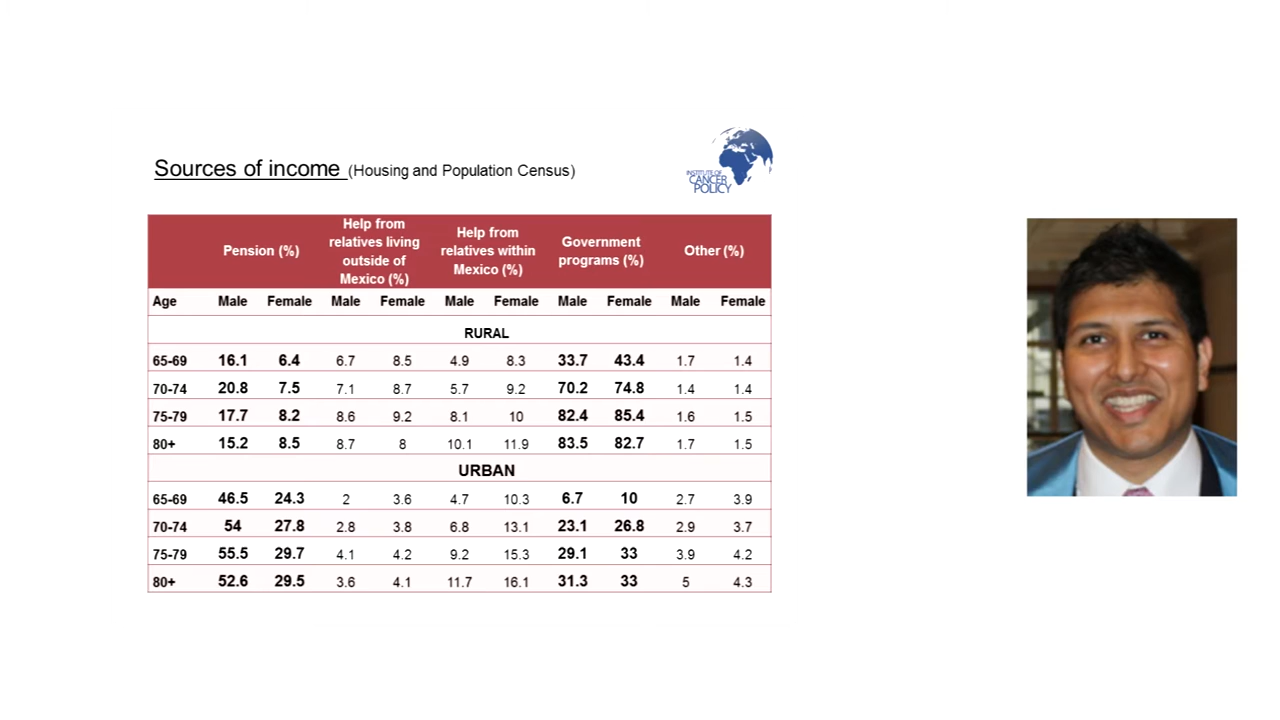 Sources of income (Housing and Population Census)
INSTITUTE OF
CANCER
POLICY
Pension (%) Help from relatives living outside of Mexico (%) Help from relatives within Mexico (%) Government programs (%) Other (%)
Age Male Female Male Female Male Female Male Female Male Female
RURAL
65-69 16.1 6.4 6.7 8.5 4.9 8.3 33.7 43.4 1.7 1.4
70-74 20.8 7.5 7.1 8.7 5.7 9.2 70.2 74.8 1.4 1.4
75-79 17.7 8.2 8.6 9.2 8.1 10 82.4 85.4 1.6 1.5
80+ 15.2 8.5 8.7 8 10.1 11.9 83.5 82.7 1.7 1.5
URBAN
65-69 46.5 24.3 2 3.6 4.7 10.3 6.7 10 2.7 3.9
70-74 54 27.8 2.8 3.8 6.8 13.1 23.1 26.8 2.9 3.7
75-79 55.5 29.7 4.1 4.2 9.2 15.3 29.1 33 3.9 4.2
80+ 52.6 29.5 3.6 4.1 11.7 16.1 31.3 33 5 4.3